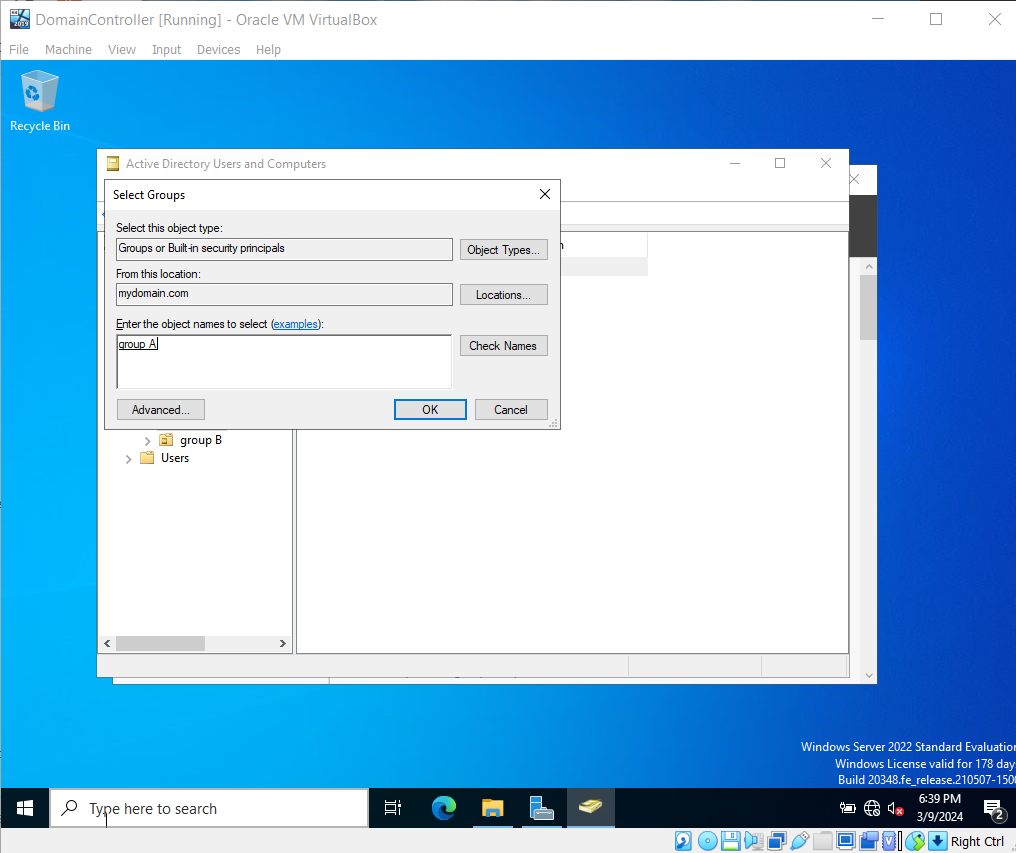 DomainController [Running] - Oracle VM VirtualBox
File Machine View Input Devices Help
Recycle Bin
Active Directory Users and Computers
Select Groups
Select this object type:
Groups or Built-in security principals
Object Types...
From this location:
mydomain.com
Locations...
Enter the object names to select (examples):
group A
Check Names
Advanced...
OK
Cancel
group B
Users
Windows Server 2022 Standard Evaluation
Windows License valid for 178 day
Build 20348.fe_release.210507-150
Type here to search
6:39 PM
3/9/2024
2
Right Ctrl